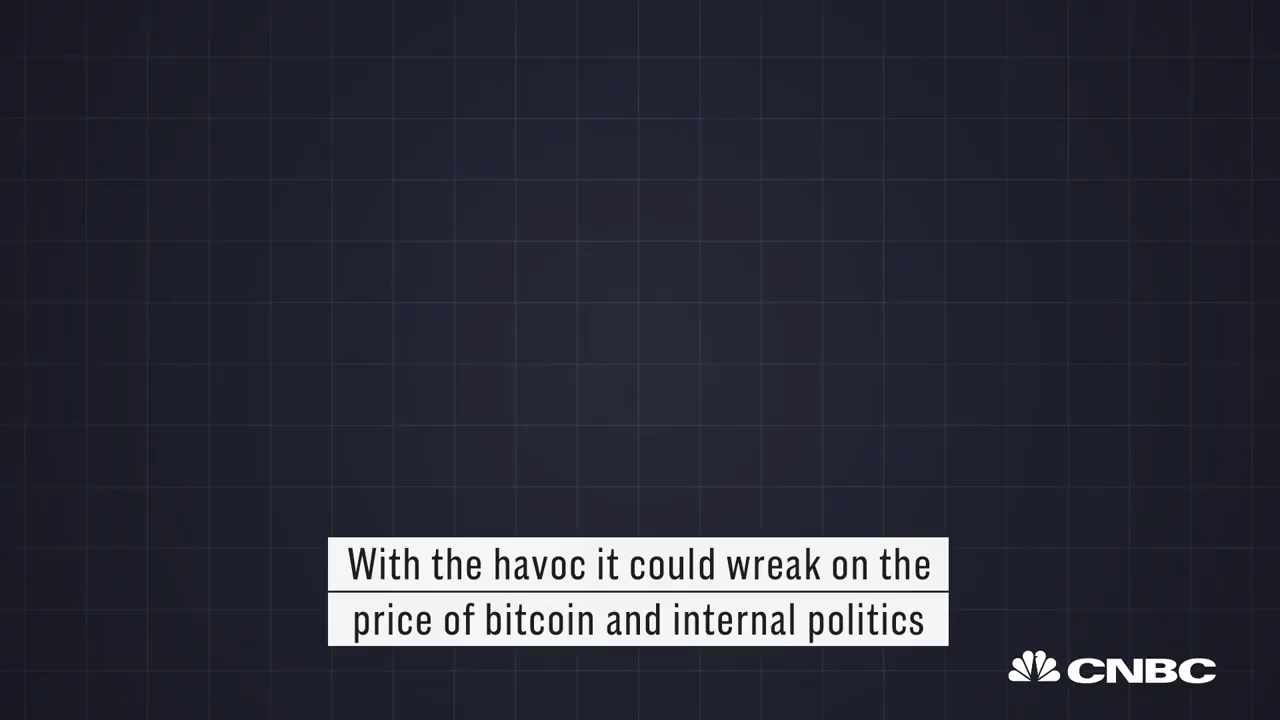 With the havoc it could wreak on the
price of bitcoin and internal politics
CNBC